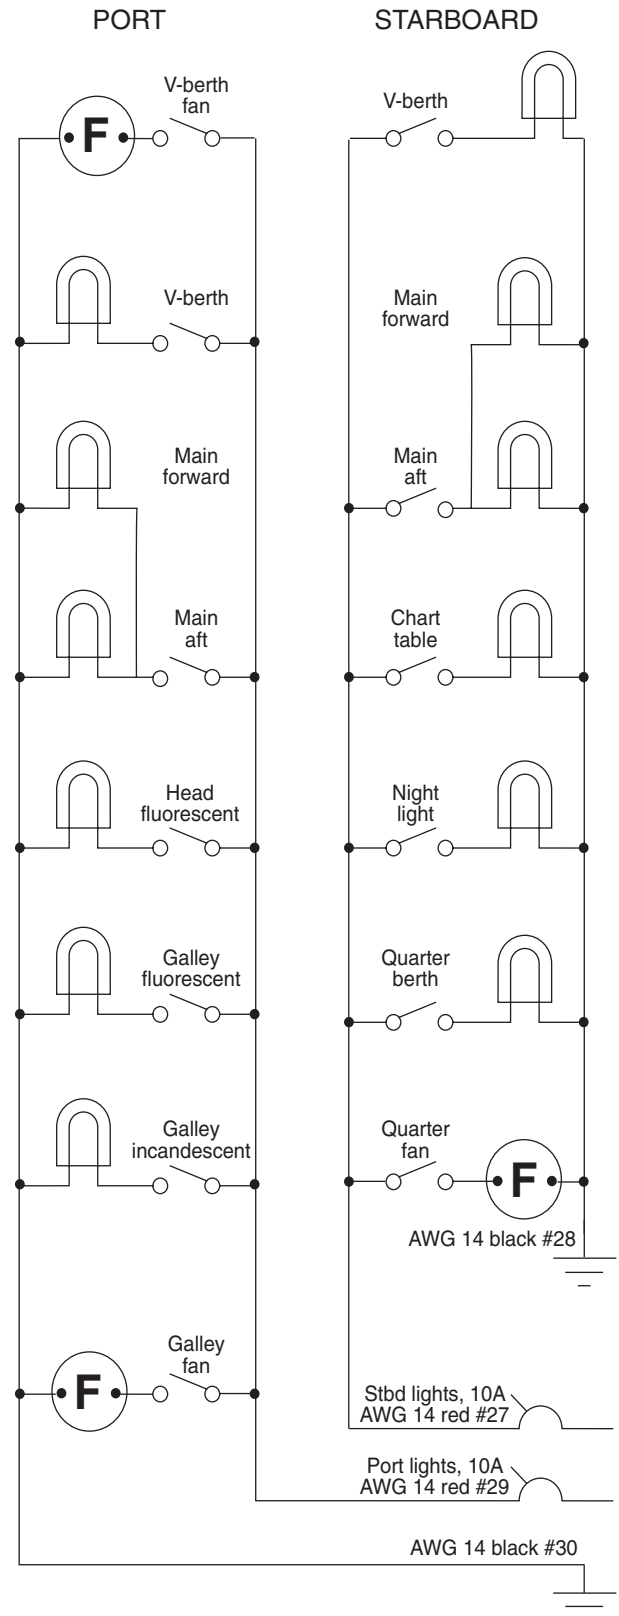 PORT
STARBOARD
V-berth
fan
F
V-berth
V-berth
Main
forward
Main
forward
Main
aft
Main
aft
Chart
table
Head
fluorescent
Night
light
Galley
fluorescent
Quarter
berth
Galley
incandescent
Quarter
fan
F
AWG 14 black #28
Galley
fan
F
Stbd lights, 10A
AWG 14 red #27
Port lights, 10A
AWG 14 red #29
AWG 14 black #30